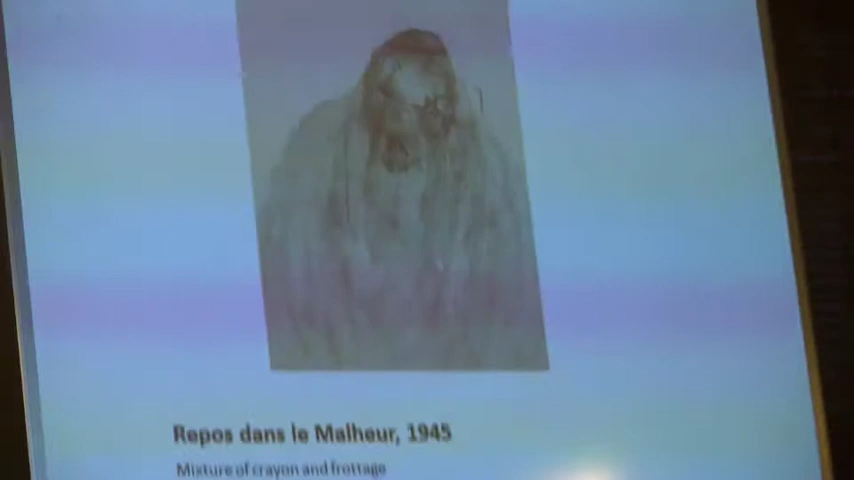 Repos dans le Malheur, 1945
Mixture of crayon and frottage